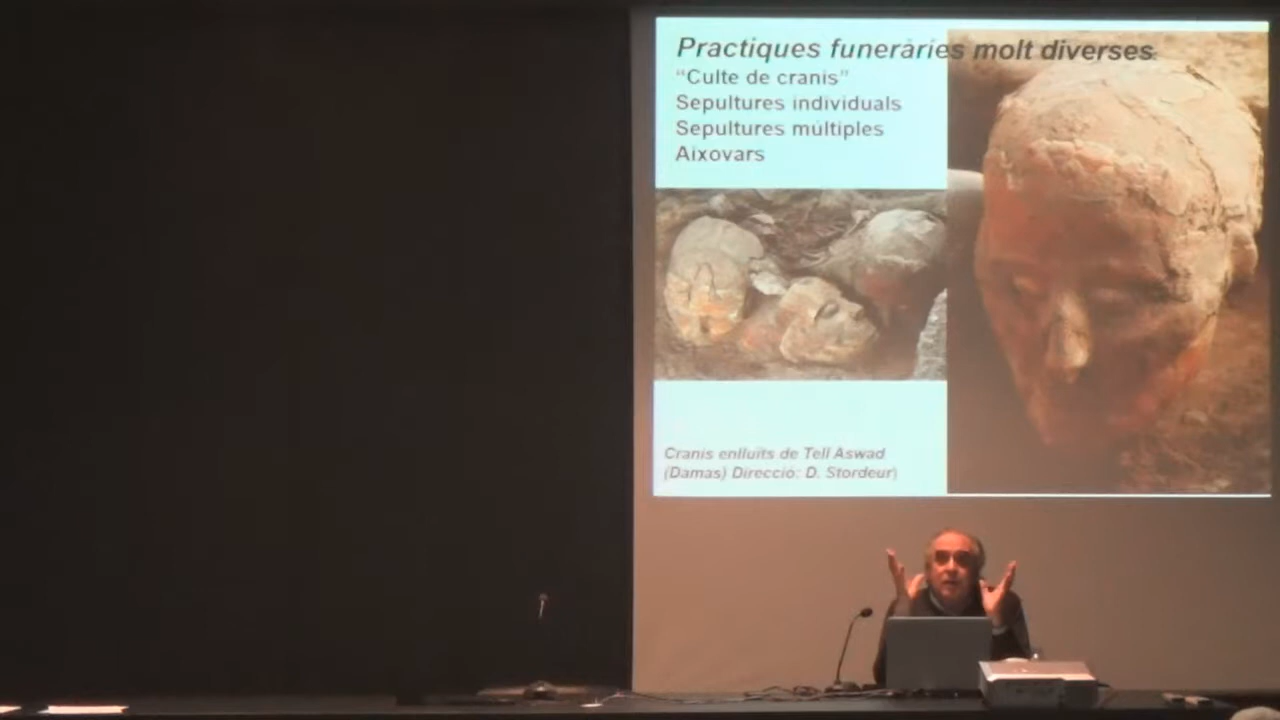 Practiques funeràries molt diverses
“Culte de cranis”
Sepultures individuals
Sepultures múltiples
Aixovars
Cranis enlluïts de Tell Aswad
(Damas) Direcció: D. Stordeur)